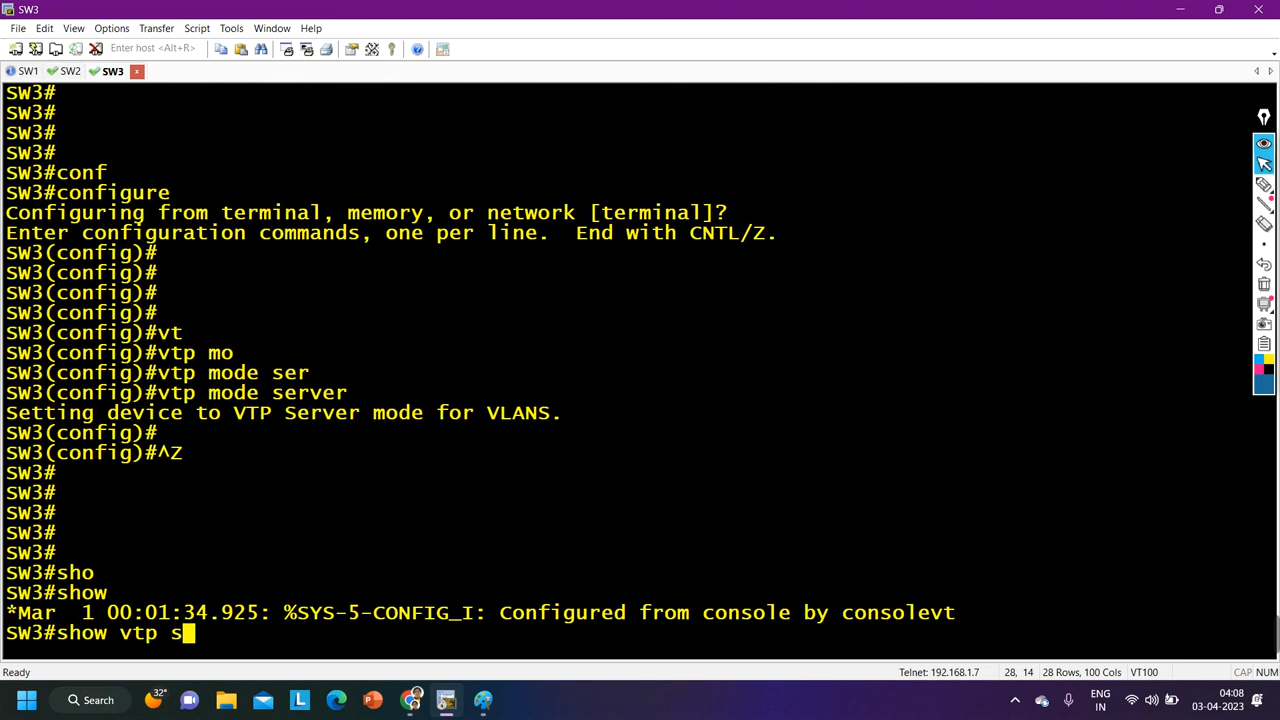 SW3
File Edit View Options Transfer Script Tools Window Help
Enter host <Alt+R>
SW1 SW2 SW3
SW3#
SW3#
SW3#
SW3#
SW3#conf
SW3#configure
Configuring from terminal, memory, or network [terminal]?
Enter configuration commands, one per line.  End with CNTL/Z.
SW3(config)#
SW3(config)#
SW3(config)#
SW3(config)#
SW3(config)#vt
SW3(config)#vtp mo
SW3(config)#vtp mode ser
SW3(config)#vtp mode server
Setting device to VTP Server mode for VLANS.
SW3(config)#
SW3(config)#^Z
SW3#
SW3#
SW3#
SW3#
SW3#
SW3#sho
SW3#show
*Mar  1 00:01:34.925: %SYS-5-CONFIG_I: Configured from console by consolevt
SW3#show vtp s
Ready Telnet: 192.168.1.7 28, 14 28 Rows, 100 Cols VT100 CAP NUM
32° Search ENG 04:08
IN 03-04-2023